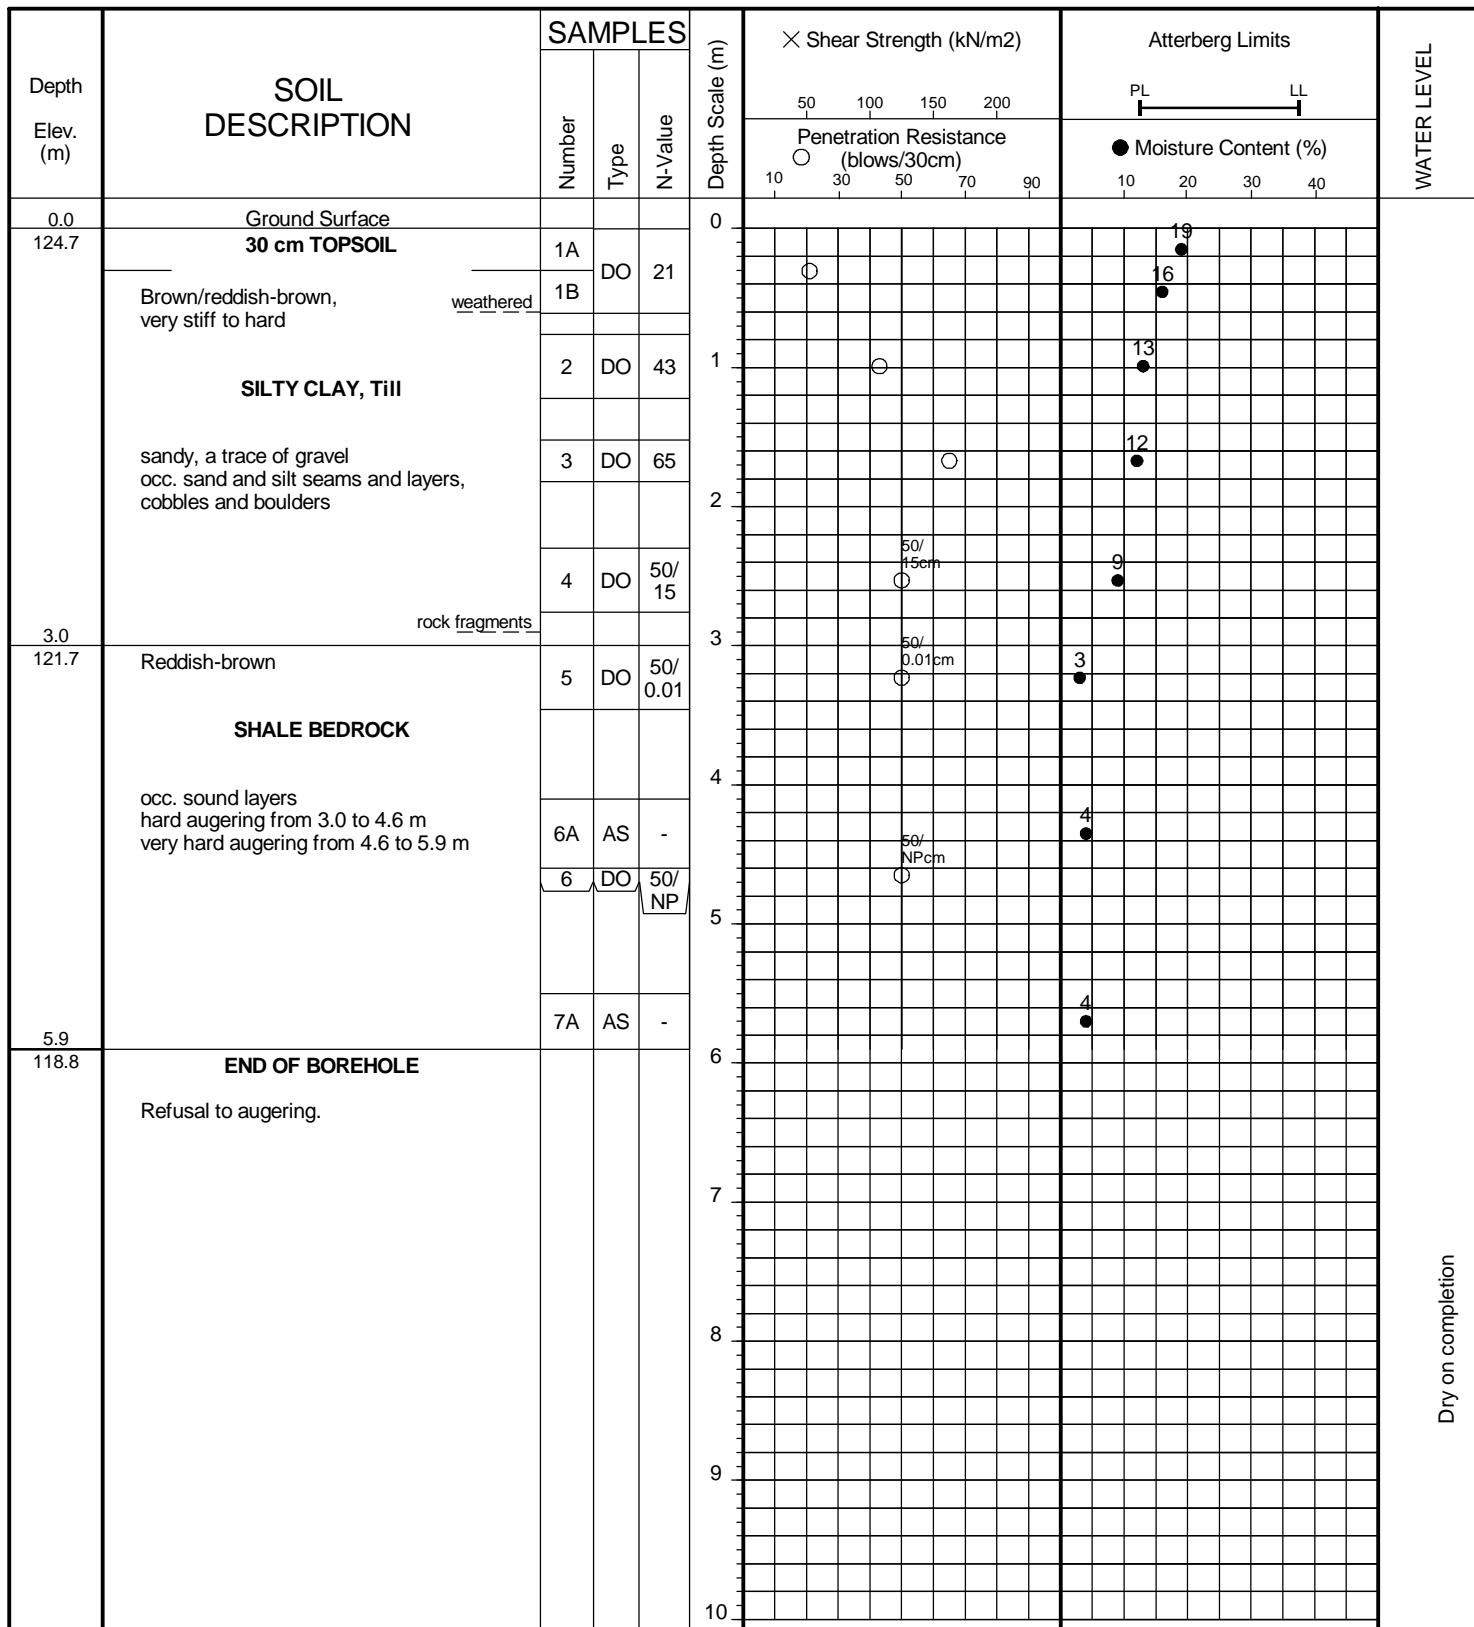 Depth
Elev.
(m)
SOIL
DESCRIPTION
SAMPLES
Number
Type
N-Value
Depth Scale (m)
× Shear Strength (kN/m2)
50 100 150 200
Penetration Resistance
(blows/30cm)
10 30 50 70 90
Atterberg Limits
PL LL
Moisture Content (%)
10 20 30 40
WATER LEVEL
0.0 Ground Surface 0
124.7 30 cm TOPSOIL 1A 19
DO 21
16
Brown/reddish-brown, weathered 1B
very stiff to hard
13
2 DO 43 1
SILTY CLAY, Till
12
sandy, a trace of gravel 3 DO 65
occ. sand and silt seams and layers,
cobbles and boulders 2
50/
15cm
9
4 DO 50/
15
rock fragments
3.0 3
121.7 Reddish-brown 50/
0.01cm
3
5 DO 50/
0.01
SHALE BEDROCK
4
occ. sound layers
hard augering from 3.0 to 4.6 m 4
very hard augering from 4.6 to 5.9 m 6A AS -
50/
NPcm
6 DO 50/
NP
5
4
7A AS -
5.9
118.8 END OF BOREHOLE 6
Refusal to augering.
7
8
Dry on completion
9
10